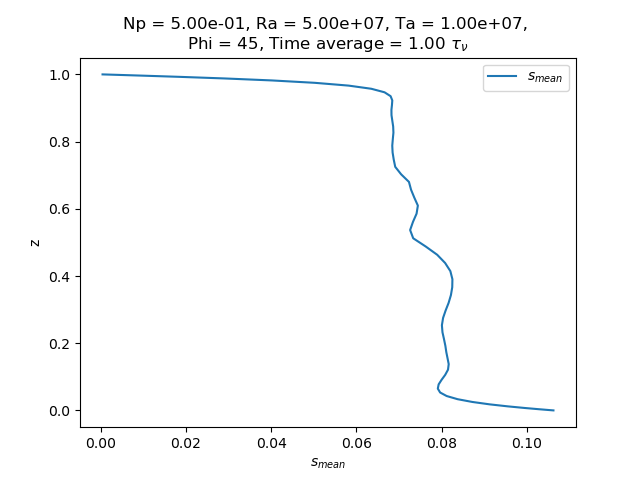 Np = 5.00e-01, Ra = 5.00e+07, Ta = 1.00e+07,
Phi = 45, Time average = 1.00 τν
s_mean
1.0
0.8
0.6
0.4
0.2
0.0
z
0.00 0.02 0.04 0.06 0.08 0.10
s_mean